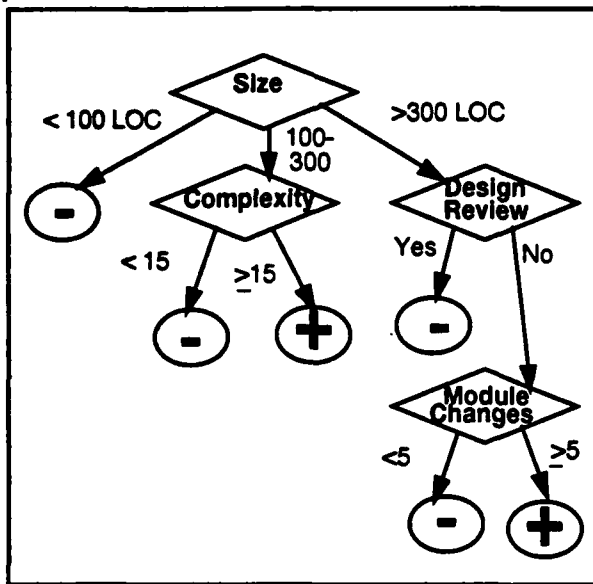 Size
< 100 LOC
100-
300
>300 LOC
Complexity
Design
Review
-
< 15
≥15
Yes
No
-
+
-
Module
Changes
<5
≥5
-
+